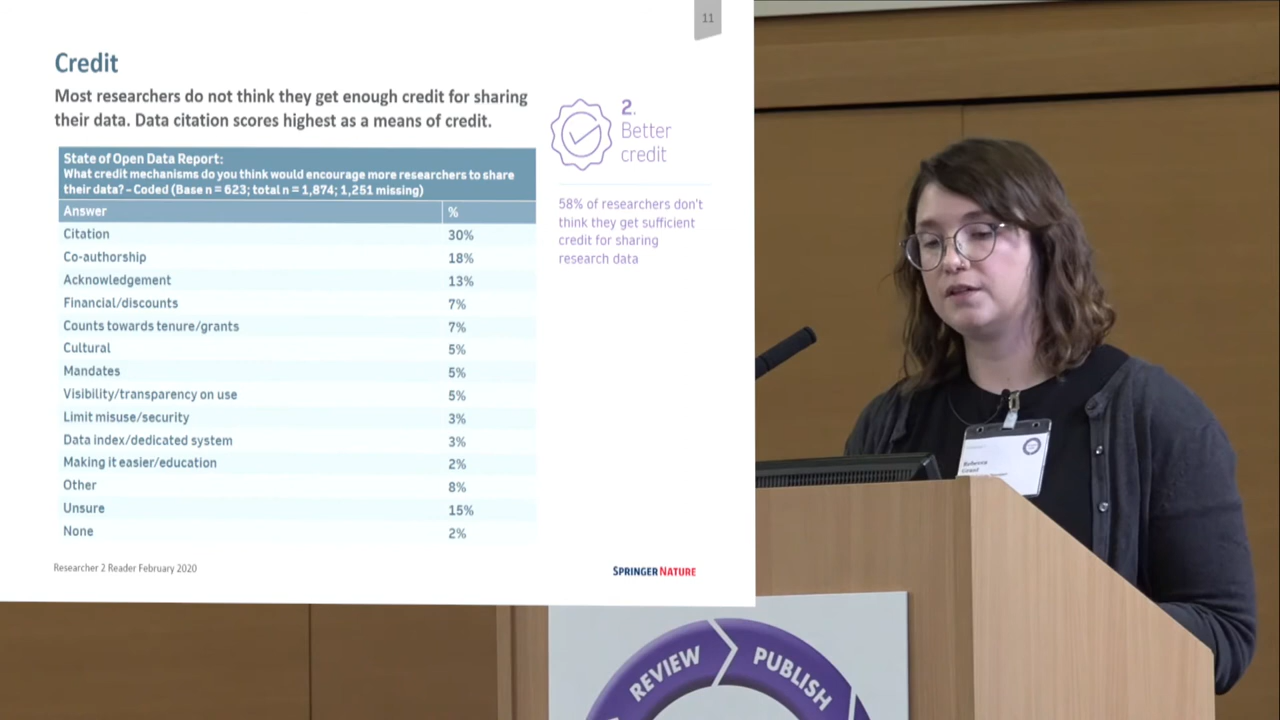 11
Credit
Most researchers do not think they get enough credit for sharing
their data. Data citation scores highest as a means of credit.
2.
Better
credit
58% of researchers don't
think they get sufficient
credit for sharing
research data
State of Open Data Report:
What credit mechanisms do you think would encourage more researchers to share
their data? – Coded (Base n = 623; total n = 1,874; 1,251 missing)
Answer %
Citation 30%
Co-authorship 18%
Acknowledgement 13%
Financial/discounts 7%
Counts towards tenure/grants 7%
Cultural 5%
Mandates 5%
Visibility/transparency on use 5%
Limit misuse/security 3%
Data index/dedicated system 3%
Making it easier/education 2%
Other 8%
Unsure 15%
None 2%
Researcher 2 Reader February 2020
SPRINGER NATURE
Rebecca
REVIEW
PUBLISH